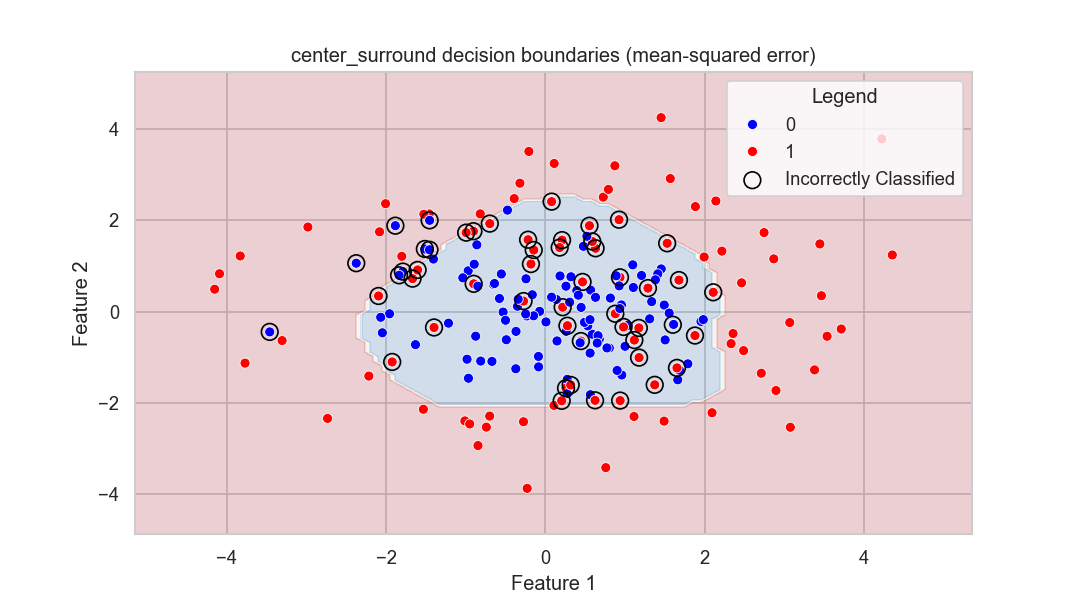 center_surround decision boundaries (mean-squared error)
Legend
0
1
Incorrectly Classified
4
2
0
−2
−4
Feature 2
−4
−2
0
2
4
Feature 1